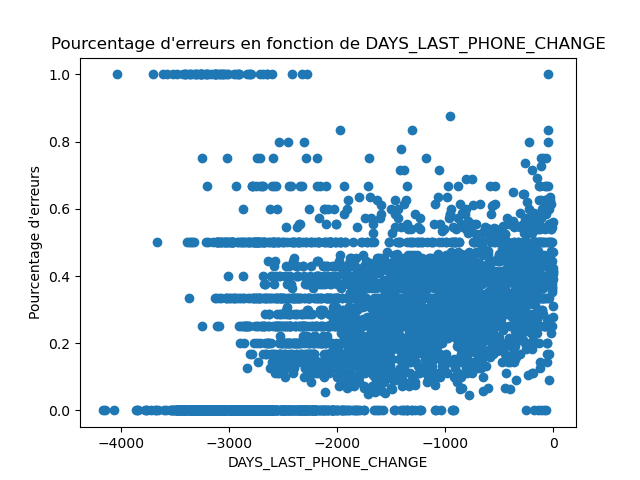 Pourcentage d'erreurs en fonction de DAYS_LAST_PHONE_CHANGE
1.0
0.8
0.6
0.4
0.2
0.0
Pourcentage d'erreurs
−4000 −3000 −2000 −1000 0
DAYS_LAST_PHONE_CHANGE